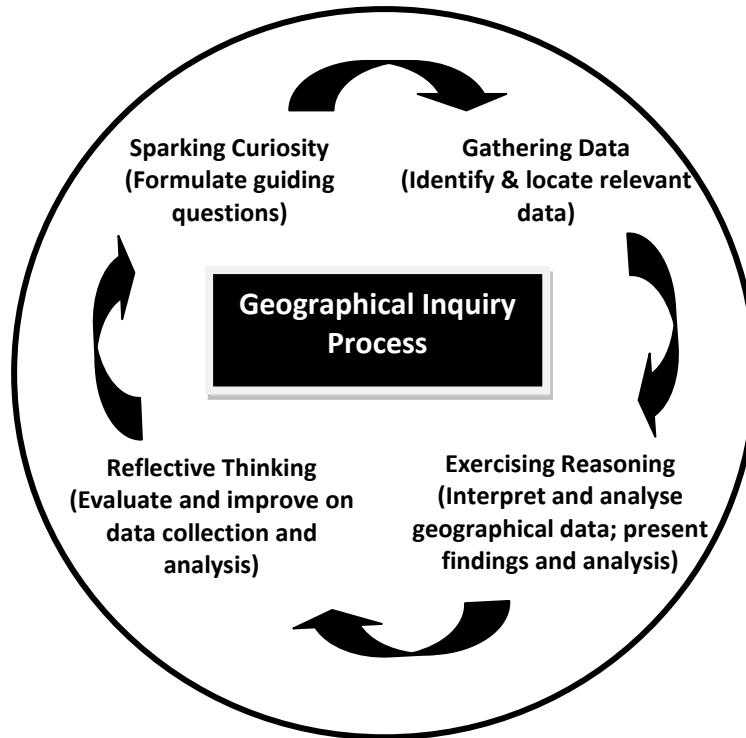 Sparking Curiosity
(Formulate guiding
questions)
Gathering Data
(Identify & locate relevant
data)
Geographical Inquiry
Process
Exercising Reasoning
(Interpret and analyse
geographical data; present
findings and analysis)
Reflective Thinking
(Evaluate and improve on
data collection and
analysis)